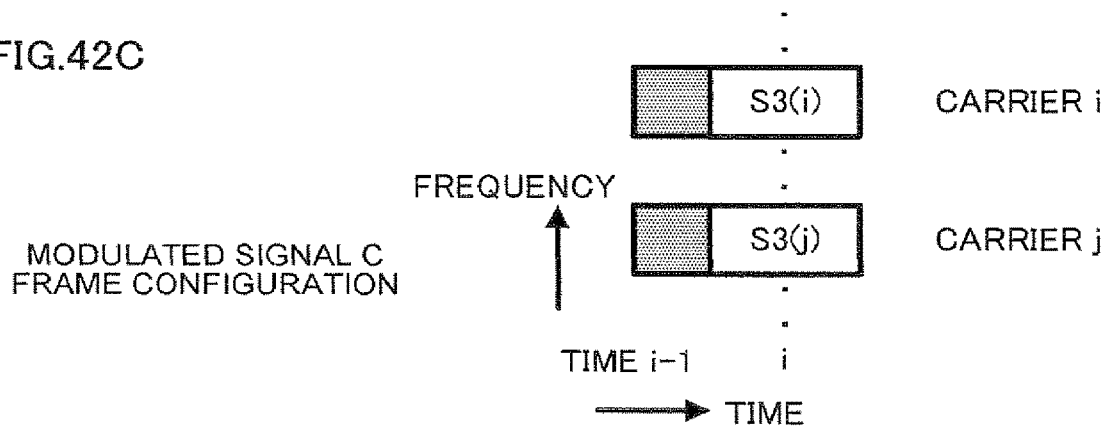 FIG.42C
S3(i)
CARRIER i
FREQUENCY
S3(j)
CARRIER j
MODULATED SIGNAL C
FRAME CONFIGURATION
TIME i-1
i
TIME